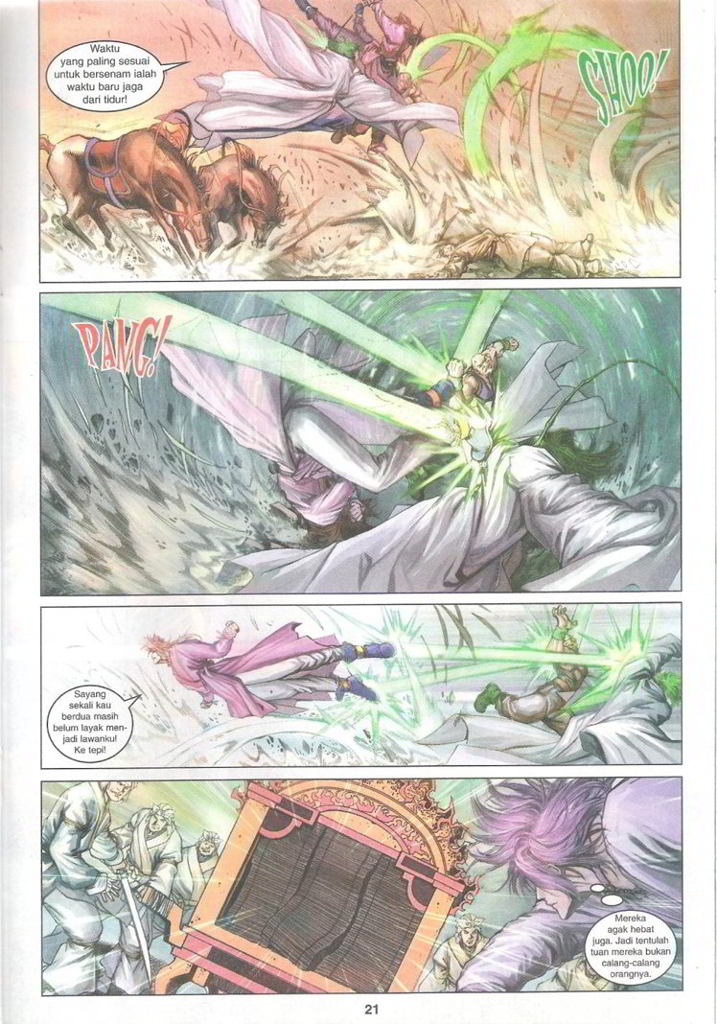 Waktu
yang paling sesuai
untuk bersenam ialah
waktu baru jaga
dari tidur!
SHOO!
PANG!
Sayang
sekali kau
berdua masih
belum layak men-
jadi lawanku!
Ke tepi!
Mereka
agak hebat
juga. Jadi tentulah
tuan mereka bukan
calang-calang
orangnya.
21